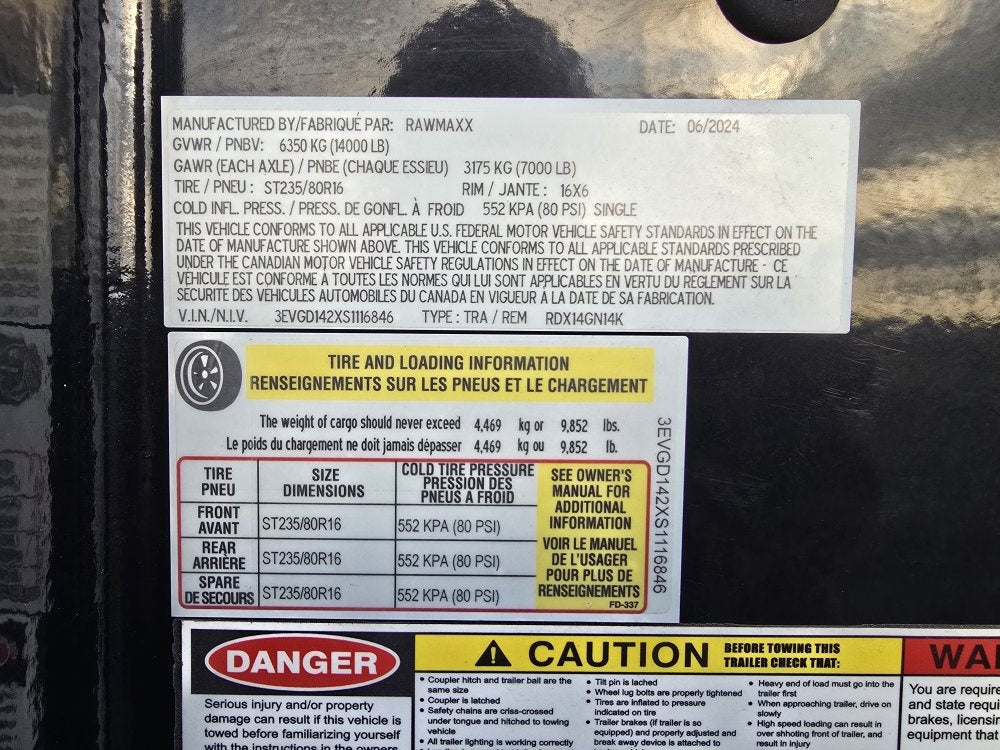 MANUFACTURED BY/FABRIQUÉ PAR: RAWMAXX DATE: 06/2024
GVWR / PNBV: 6350 KG (14000 LB)
GAWR (EACH AXLE) / PNBE (CHAQUE ESSIEU) 3175 KG (7000 LB)
TIRE / PNEU : ST235/80R16 RIM / JANTE : 16X6
COLD INFL. PRESS. / PRESS. DE GONFL. À FROID 552 KPA (80 PSI) SINGLE
THIS VEHICLE CONFORMS TO ALL APPLICABLE U.S. FEDERAL MOTOR VEHICLE SAFETY STANDARDS IN EFFECT ON THE
DATE OF MANUFACTURE SHOWN ABOVE. THIS VEHICLE CONFORMS TO ALL APPLICABLE STANDARDS PRESCRIBED
UNDER THE CANADIAN MOTOR VEHICLE SAFETY REGULATIONS IN EFFECT ON THE DATE OF MANUFACTURE - CE
VÉHICULE EST CONFORME À TOUTES LES NORMES QUI LUI SONT APPLICABLES EN VERTU DU RÈGLEMENT SUR LA
SÉCURITÉ DES VÉHICULES AUTOMOBILES DU CANADA EN VIGUEUR À LA DATE DE SA FABRICATION.
V.I.N./N.I.V. 3EVGD142XS1116846 TYPE : TRA / REM RDX14GN14K
TIRE AND LOADING INFORMATION
RENSEIGNEMENTS SUR LES PNEUS ET LE CHARGEMENT
The weight of cargo should never exceed 4,469 kg or 9,852 lbs.
Le poids du chargement ne doit jamais dépasser 4,469 kg ou 9,852 lb.
TIRE
PNEU
SIZE
DIMENSIONS
COLD TIRE PRESSURE
PRESSION DES
PNEUS A FROID
FRONT
AVANT
ST235/80R16
552 KPA (80 PSI)
REAR
ARRIÈRE
ST235/80R16
552 KPA (80 PSI)
SPARE
DE SECOURS
ST235/80R16
552 KPA (80 PSI)
SEE OWNER'S
MANUAL FOR
ADDITIONAL
INFORMATION
VOIR LE MANUEL
DE L'USAGER
POUR PLUS DE
RENSEIGNEMENTS
FD-337
3EVGD142XS1116846
DANGER
Serious injury and/or property
damage can result if this vehicle is
towed before familiarizing yourself
with the instructions in the owners
CAUTION
BEFORE TOWING THIS
TRAILER CHECK THAT:
• Coupler hitch and trailer ball are the
same size
• Coupler is latched
• Safety chains are criss-crossed
under tongue and hitched to towing
vehicle
• All trailer lighting is working correctly
• Tilt pin is lached
• Wheel lug bolts are properly tightened
• Tires are inflated to pressure
indicated on tire
• Trailer brakes (if trailer is so
equipped) and properly adjusted and
break away device is attached to
• Heavy end of load must go into the
trailer first
• When approaching trailer, drive on
slowly
• High speed loading can result in
over shhoting front of trailer, and
result in injury
WA
You are require
and state requi
brakes, licensin
equipment that